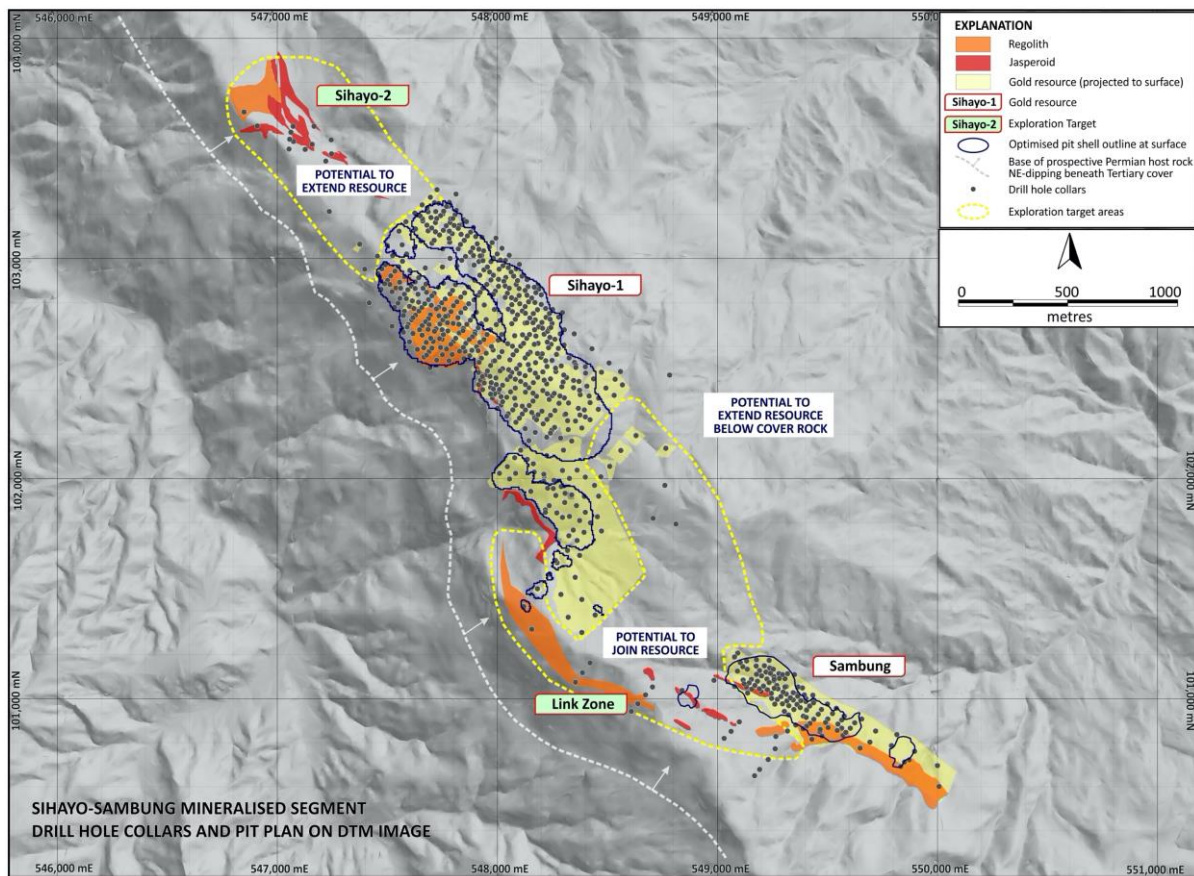 546,000 mE
547,000 mE
548,000 mE
549,000 mE
550,
104,000 mN
103,000 mN
102,000 mN
101,000 mN
EXPLANATION
Regolith
Jasperoid
Gold resource (projected to surface)
Sihayo-1 Gold resource
Sihayo-2 Exploration Target
Optimised pit shell outline at surface
Base of prospective Permian host rock
NE-dipping beneath Tertiary cover
Drill hole collars
Exploration target areas
0 500 1000
metres
Sihayo-2
POTENTIAL TO
EXTEND RESOURCE
Sihayo-1
POTENTIAL TO
EXTEND RESOURCE
BELOW COVER ROCK
102,000 mN
POTENTIAL TO
JOIN RESOURCE
Sambung
Link Zone
101,000 mN
SIHAYO-SAMBUNG MINERALISED SEGMENT
DRILL HOLE COLLARS AND PIT PLAN ON DTM IMAGE
546,000 mE
547,000 mE
548,000 mE
549,000 mE
550,000 mE
551,000 mE